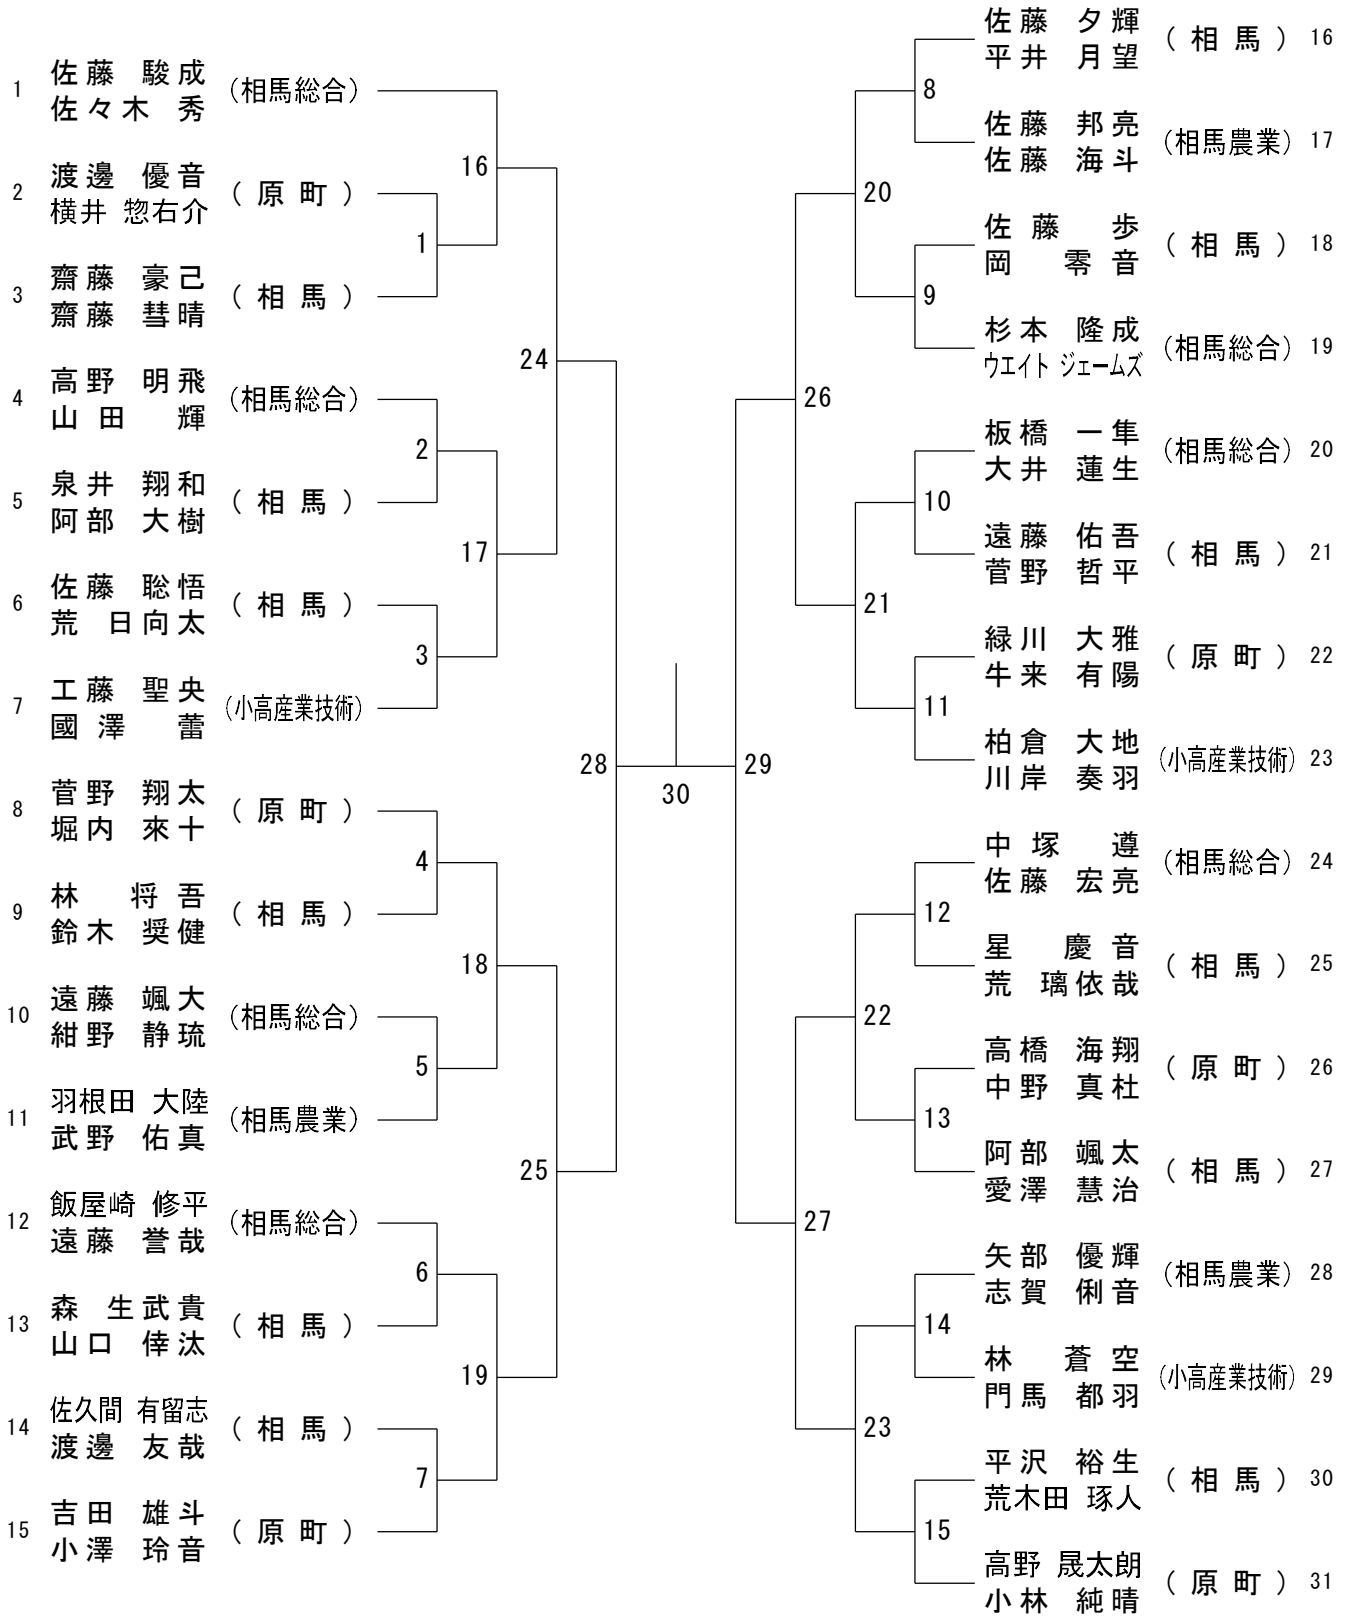 1 佐藤 駿成 (相馬総合)
佐々木 秀
2 渡邊 優音 (原町)
横井 惣右介
3 齋藤 豪己 (相馬)
齋藤 彗晴
4 高野 明飛 (相馬総合)
山田 輝
5 泉井 翔和 (相馬)
阿部 大樹
6 佐藤 聡悟 (相馬)
荒 日向太
7 工藤 聖央 (小高産業技術)
國澤 蕾
8 菅野 翔太 (原町)
堀内 來十
9 林 将吾 (相馬)
鈴木 奨健
10 遠藤 颯大 (相馬総合)
紺野 静琉
11 羽根田 大陸 (相馬農業)
武野 佑真
12 飯屋崎 修平 (相馬総合)
遠藤 誉哉
13 森 生武貴 (相馬)
山口 倖汰
14 佐久間 有留志 (相馬)
渡邊 友哉
15 吉田 雄斗 (原町)
小澤 玲音
16
1
24
2
17
3
28
4
18
5
25
6
19
7
30
29
8
20
9
26
10
21
11
12
22
13
27
14
23
15
佐藤 夕輝 (相馬) 16
平井 月望
佐藤 邦亮 (相馬農業) 17
佐藤 海斗
佐藤 歩 (相馬) 18
岡 零音
杉本 隆成 (相馬総合) 19
ウエイト ジェームズ
板橋 一隼 (相馬総合) 20
大井 蓮生
遠藤 佑吾 (相馬) 21
菅野 哲平
緑川 大雅 (原町) 22
牛来 有陽
柏倉 大地 (小高産業技術) 23
川岸 奏羽
中塚 遵 (相馬総合) 24
佐藤 宏亮
星 慶音 (相馬) 25
荒 璃依哉
高橋 海翔 (原町) 26
中野 真杜
阿部 颯太 (相馬) 27
愛澤 慧治
矢部 優輝 (相馬農業) 28
志賀 俐音
林 蒼空 (小高産業技術) 29
門馬 都羽
平沢 裕生 (相馬) 30
荒木田 琢人
高野 晟太朗 (原町) 31
小林 純晴